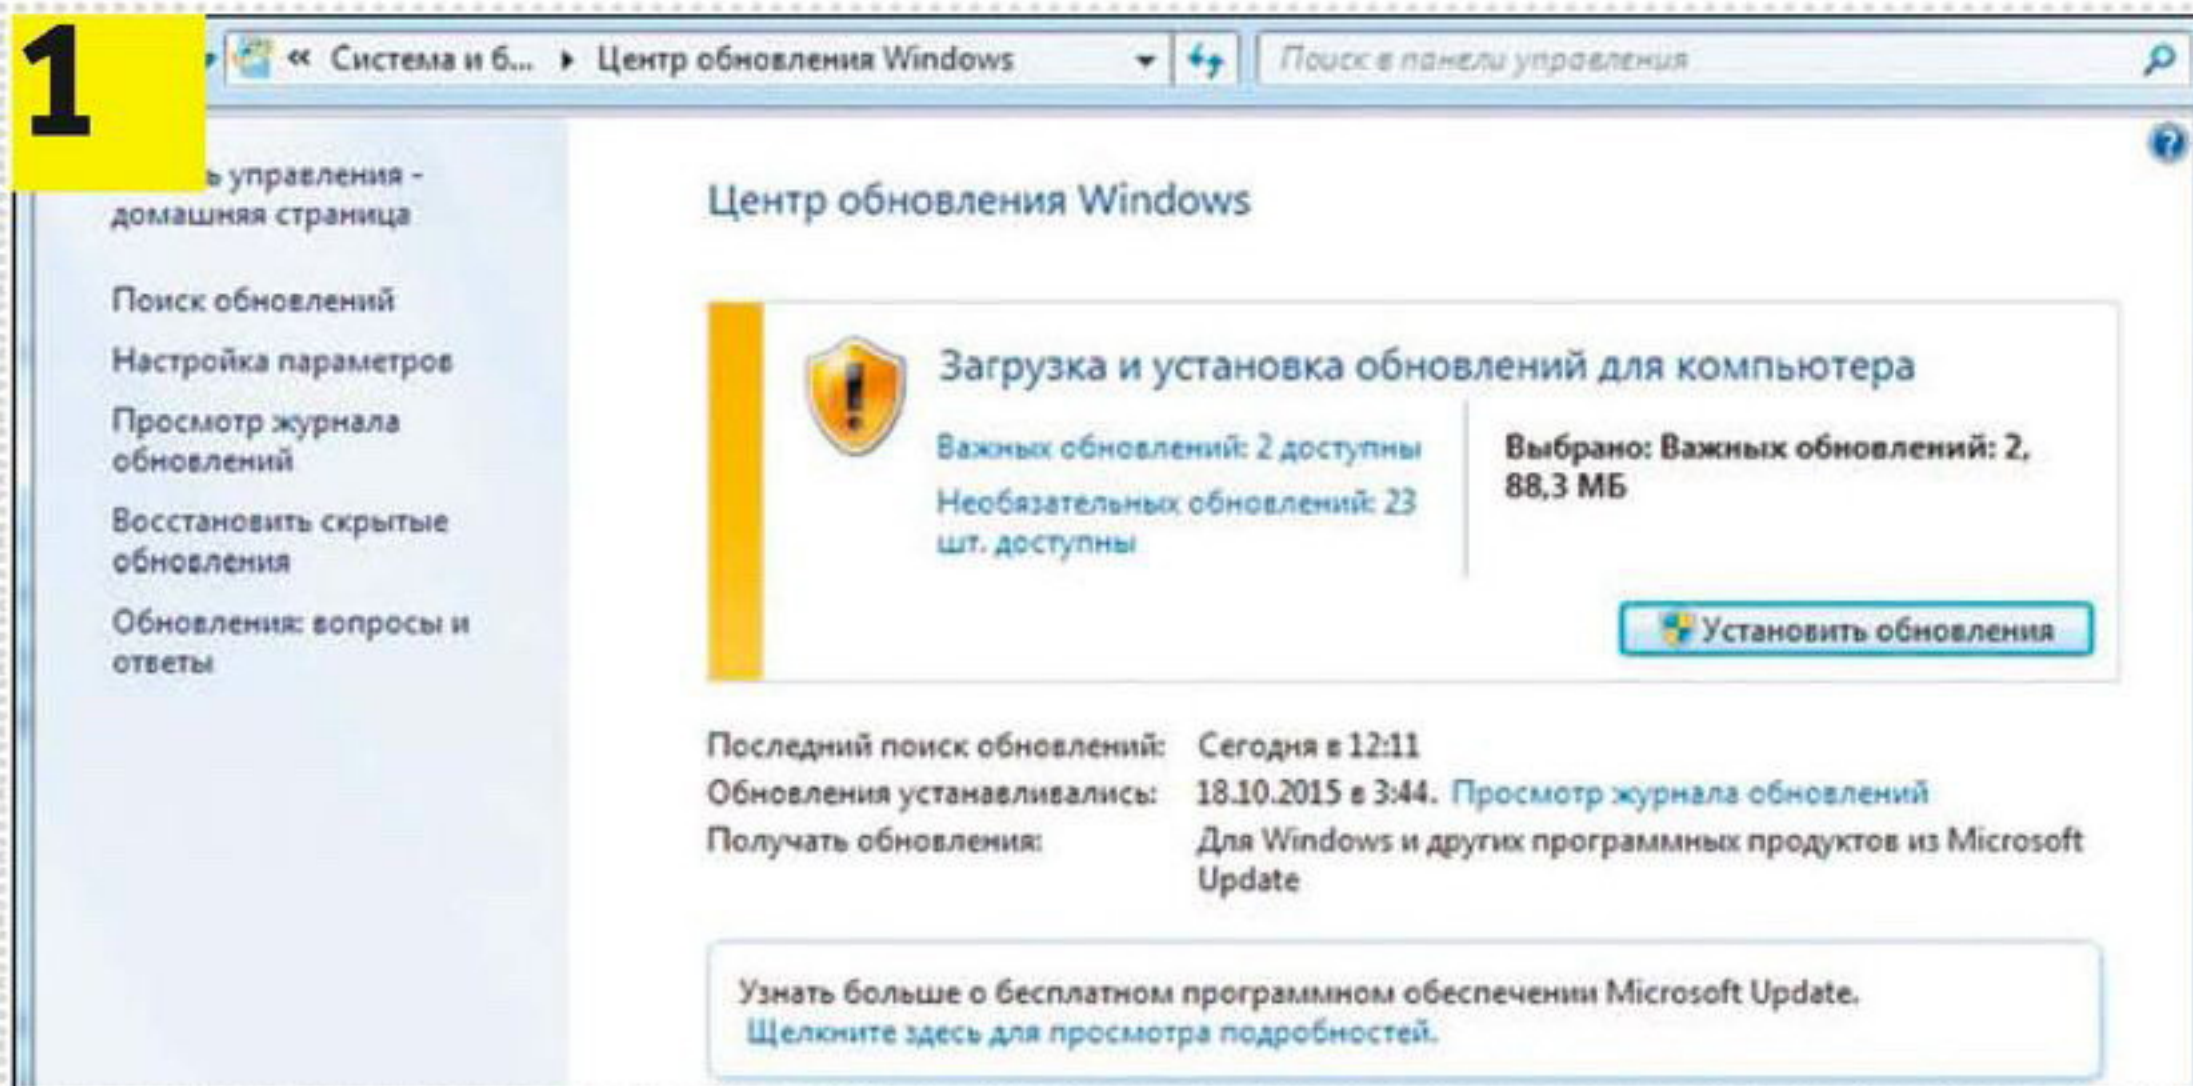 1
« Система и б... ▸ Центр обновления Windows
Поиск в панели управления
ь управления -
домашняя страница
Поиск обновлений
Настройка параметров
Просмотр журнала
обновлений
Восстановить скрытые
обновления
Обновления: вопросы и
ответы
Центр обновления Windows
Загрузка и установка обновлений для компьютера
Важных обновлений: 2 доступны
Необязательных обновлений: 23
шт. доступны
Выбрано: Важных обновлений: 2,
88,3 МБ
Установить обновления
Последний поиск обновлений: Сегодня в 12:11
Обновления устанавливались: 18.10.2015 в 3:44. Просмотр журнала обновлений
Получать обновления: Для Windows и других программных продуктов из Microsoft
Update
Узнать больше о бесплатном программном обеспечении Microsoft Update.
Щелкните здесь для просмотра подробностей.